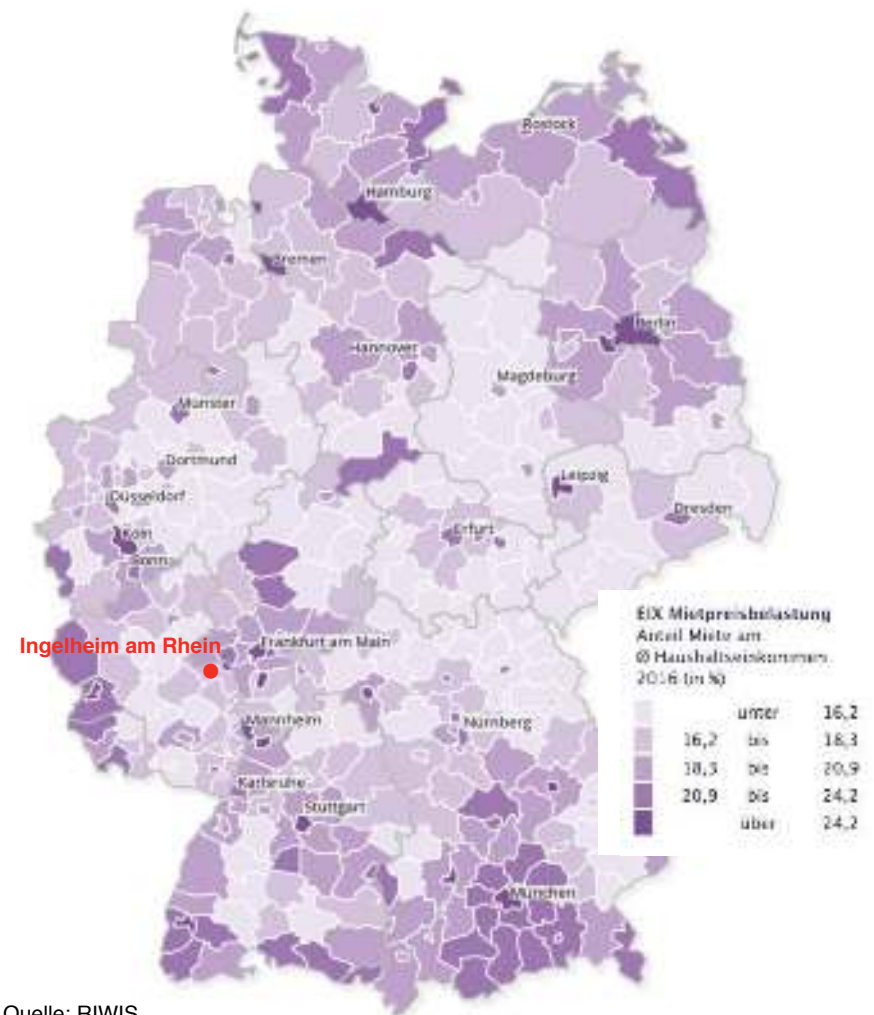 Rostock
Hamburg
Bremen
Berlin
Hannover
Magdeburg
Münster
Dortmund
Leipzig
Düsseldorf
Dresden
Köln
Erfurt
Bonn
Ingelheim am Rhein
Frankfurt am Main
Mannheim
Nürnberg
Karlsruhe
Stuttgart
München
EIX Mietpreisbelastung
Anteil Miete am
Ø Haushaltseinkommen
2016 (in %)
unter 16,2
16,2 bis 18,3
18,3 bis 20,9
20,9 bis 24,2
über 24,2
Quelle: RIWIS